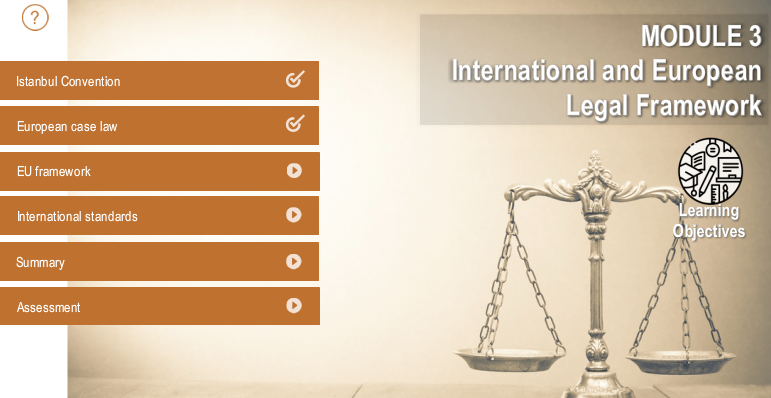 ?
MODULE 3
International and European
Legal Framework
Istanbul Convention
European case law
EU framework
International standards
Summary
Assessment
Learning
Objectives